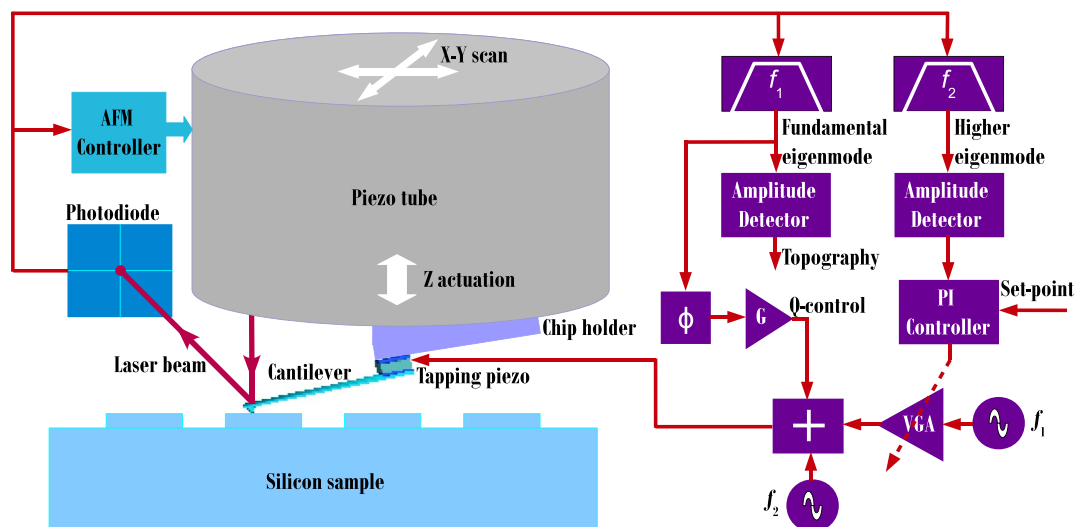 X-Y scan
AFM
Controller
Piezo tube
Z actuation
Photodiode
Laser beam
Cantilever
Chip holder
Tapping piezo
Silicon sample
f1
Fundamental
eigenmode
Amplitude
Detector
Topography
f2
Higher
eigenmode
Amplitude
Detector
PI
Controller
Set-point
ϕ
G
Q-control
+
VGA
f1
f2